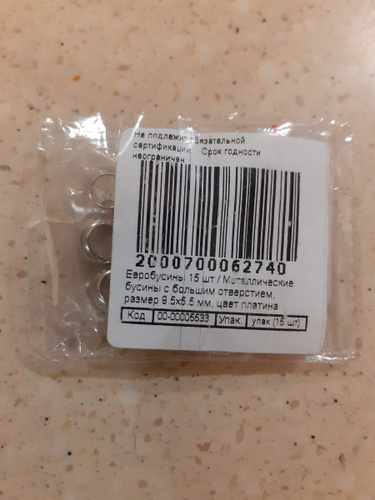 Не подлежит обязательной
сертификации. Срок годности
неограничен
2000700062740
Евробусины 15 шт./ Металлические
бусины с большим отверстием,
размер 9.5х5.5 мм, цвет платина
Код 00-00005533 Упак. упак (15 шт)